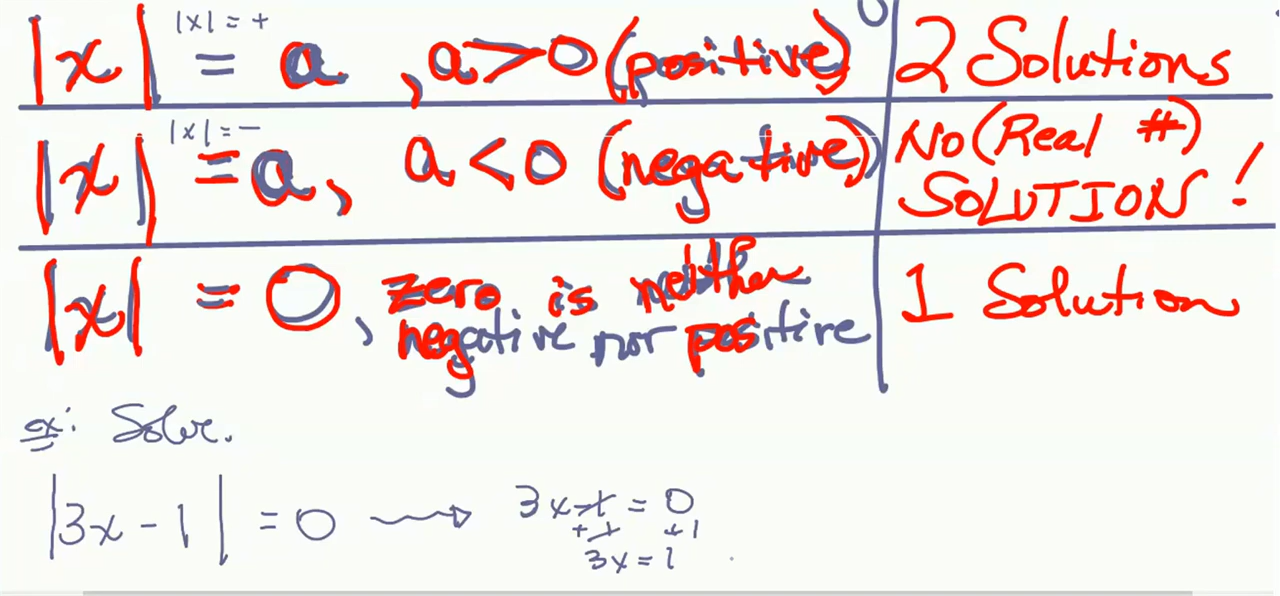 |x| = +
|x| = a , a > 0 (positive) 2 Solutions
|x| = -
|x| = a, a < 0 (negative) No (Real #) SOLUTION !
|x| = 0, zero is neither negative nor positive 1 Solution
ex: Solve.
|3x - 1| = 0 → 3x - 1 = 0
+ 1 + 1
3x = 1